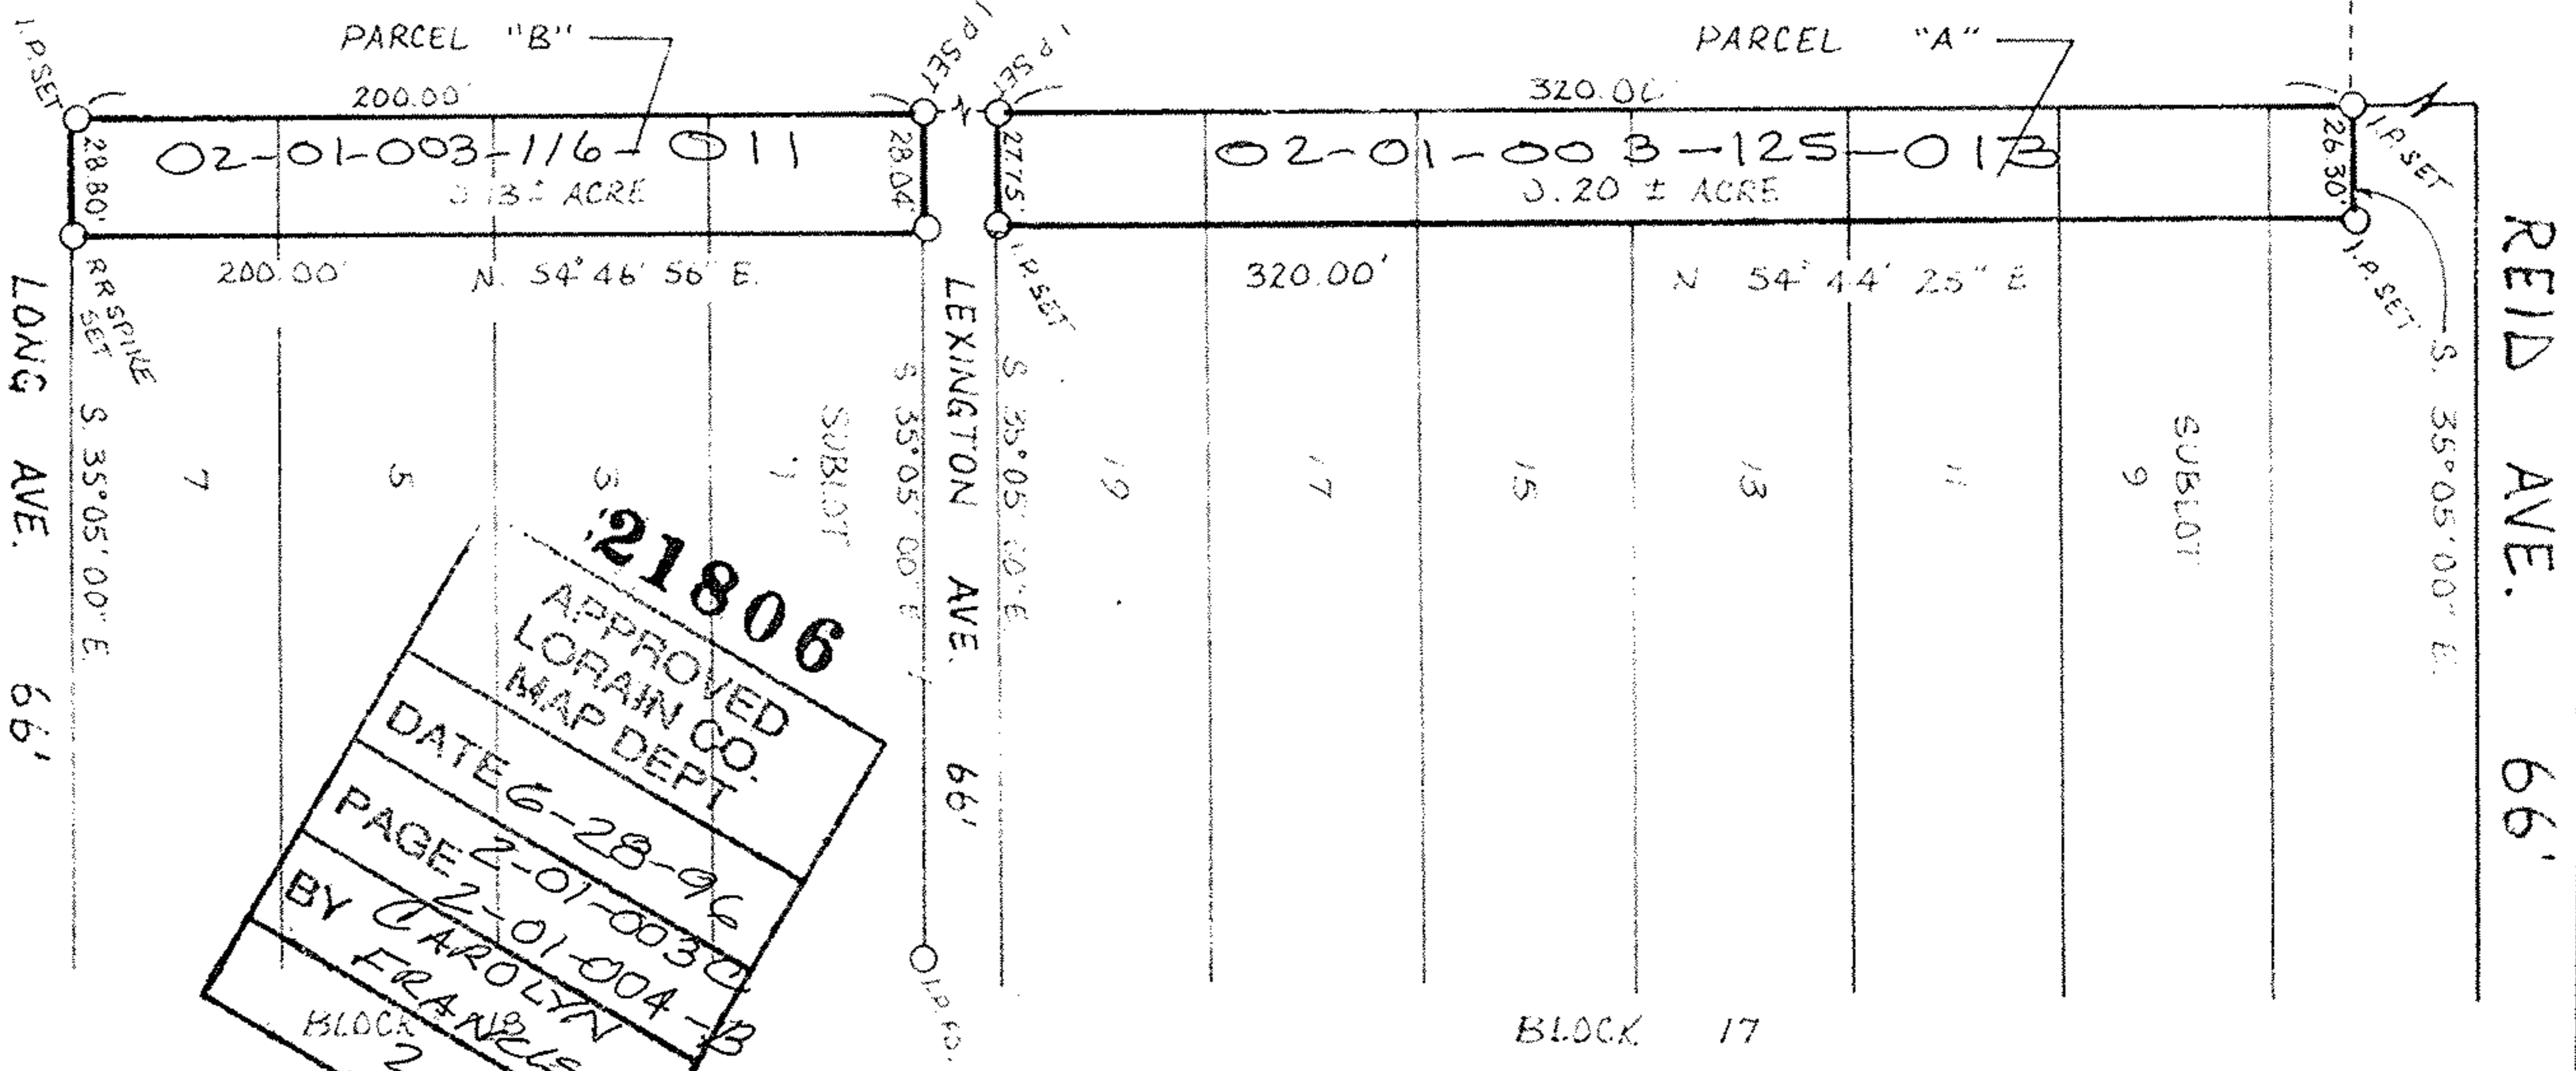 PARCEL "B"
I.P. SET
I.P. SET
200.00'
28.80'
02-01-003-116-011
ACRE
28.04'
200.00'
N. 54° 46' 56" E.
RR SPIKE
SET
LONG AVE. 66'
S. 35° 05' 00" E.
7
5
3
1
SUBLOT
S 35° 05' 00" E
LEXINGTON AVE. 66'
I.P. FD.
PARCEL "A"
I.P. SET
320.00'
27.75'
02-01-003-125-013
0.20 ± ACRE
26.30'
I.P. SET
I.P. SET
I.P. SET
320.00'
N 54° 44' 25" E
S 35° 05' 00" E.
19
17
15
13
11
9
SUBLOT
S. 35° 05' 00" E.
REID AVE. 66'
BLOCK 17
21806
APPROVED
LORAIN CO.
MAP DEPT
DATE 6-28-96
PAGE 2-01-003C
2-01-004-B
BY CAROLYN
FRANCIS
BLOCK
2